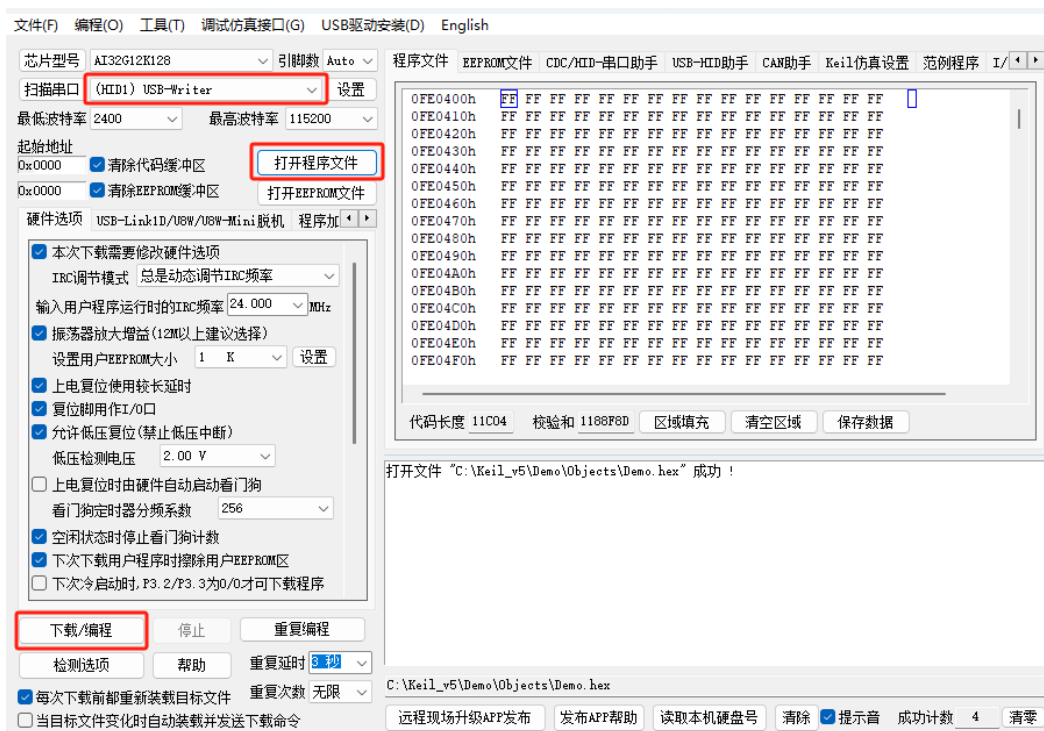 文件(F) 编程(O) 工具(T) 调试仿真接口(G) USB驱动安装(D) English
芯片型号 AI32G12K128 引脚数 Auto
扫描串口 (HID1) USB-Writer 设置
最低波特率 2400 最高波特率 115200
起始地址
0x0000 清除代码缓冲区 打开程序文件
0x0000 清除EEPROM缓冲区 打开EEPROM文件
硬件选项 USB-Link1D/U8W/U8W-Mini脱机 程序加
本次下载需要修改硬件选项
IRC调节模式 总是动态调节IRC频率
输入用户程序运行时的IRC频率 24.000 MHz
振荡器放大增益(12M以上建议选择)
设置用户EEPROM大小 1 K 设置
上电复位使用较长延时
复位脚用作I/O口
允许低压复位(禁止低压中断)
低压检测电压 2.00 V
上电复位时由硬件自动启动看门狗
看门狗定时器分频系数 256
空闲状态时停止看门狗计数
下次下载用户程序时擦除用户EEPROM区
下次冷启动时,P3.2/P3.3为0/0才可下载程序
下载/编程 停止 重复编程
检测选项 帮助 重复延时 3 秒
每次下载前都重新装载目标文件 重复次数 无限
当目标文件变化时自动装载并发送下载命令
程序文件 EEPROM文件 CDC/HID-串口助手 USB-HID助手 CAN助手 Keil仿真设置 范例程序 I/
0FE0400h FF FF FF FF FF FF FF FF FF FF FF FF FF FF FF FF
0FE0410h FF FF FF FF FF FF FF FF FF FF FF FF FF FF FF FF
0FE0420h FF FF FF FF FF FF FF FF FF FF FF FF FF FF FF FF
0FE0430h FF FF FF FF FF FF FF FF FF FF FF FF FF FF FF FF
0FE0440h FF FF FF FF FF FF FF FF FF FF FF FF FF FF FF FF
0FE0450h FF FF FF FF FF FF FF FF FF FF FF FF FF FF FF FF
0FE0460h FF FF FF FF FF FF FF FF FF FF FF FF FF FF FF FF
0FE0470h FF FF FF FF FF FF FF FF FF FF FF FF FF FF FF FF
0FE0480h FF FF FF FF FF FF FF FF FF FF FF FF FF FF FF FF
0FE0490h FF FF FF FF FF FF FF FF FF FF FF FF FF FF FF FF
0FE04A0h FF FF FF FF FF FF FF FF FF FF FF FF FF FF FF FF
0FE04B0h FF FF FF FF FF FF FF FF FF FF FF FF FF FF FF FF
0FE04C0h FF FF FF FF FF FF FF FF FF FF FF FF FF FF FF FF
0FE04D0h FF FF FF FF FF FF FF FF FF FF FF FF FF FF FF FF
0FE04E0h FF FF FF FF FF FF FF FF FF FF FF FF FF FF FF FF
0FE04F0h FF FF FF FF FF FF FF FF FF FF FF FF FF FF FF FF
代码长度 11C04 校验和 1188F8D 区域填充 清空区域 保存数据
打开文件 "C:\Keil_v5\Demo\Objects\Demo.hex" 成功 !
C:\Keil_v5\Demo\Objects\Demo.hex
远程现场升级APP发布 发布APP帮助 读取本机硬盘号 清除 提示音 成功计数 4 清零